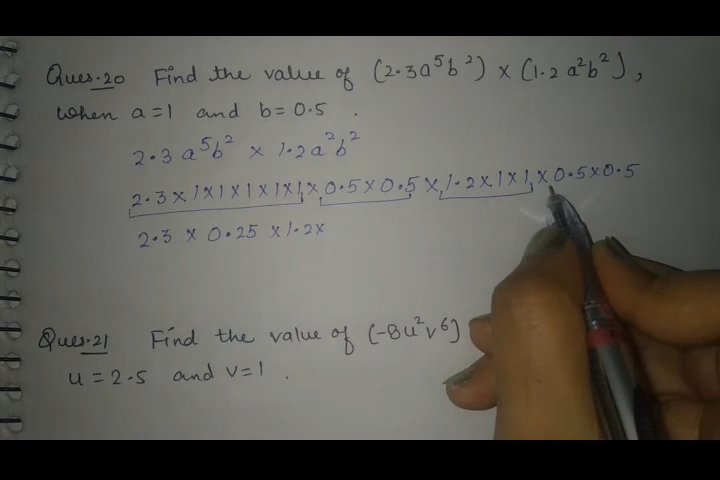 Ques.20 Find the value of (2.3a⁵b²) × (1.2a²b²),
when a=1 and b=0.5 .
2.3 a⁵b² × 1.2a²b²
2.3×1×1×1×1×1×0.5×0.5×1.2×1×1×0.5×0.5
2.3 × 0.25 ×1.2×
Ques.21 Find the value of (-8u²v⁶)
u=2.5 and v=1 .